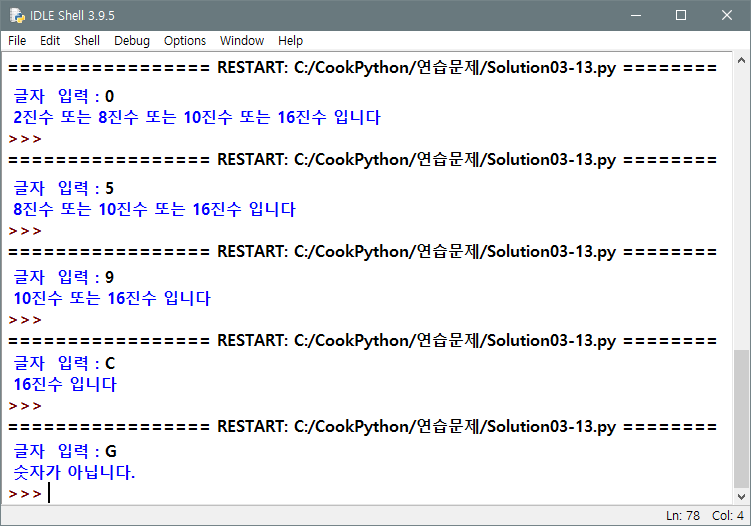 IDLE Shell 3.9.5
File Edit Shell Debug Options Window Help
================= RESTART: C:/CookPython/연습문제/Solution03-13.py ========
글자 입력 : 0
2진수 또는 8진수 또는 10진수 또는 16진수 입니다
>>>
================= RESTART: C:/CookPython/연습문제/Solution03-13.py ========
글자 입력 : 5
8진수 또는 10진수 또는 16진수 입니다
>>>
================= RESTART: C:/CookPython/연습문제/Solution03-13.py ========
글자 입력 : 9
10진수 또는 16진수 입니다
>>>
================= RESTART: C:/CookPython/연습문제/Solution03-13.py ========
글자 입력 : C
16진수 입니다
>>>
================= RESTART: C:/CookPython/연습문제/Solution03-13.py ========
글자 입력 : G
숫자가 아닙니다.
>>>
Ln: 78 Col: 4